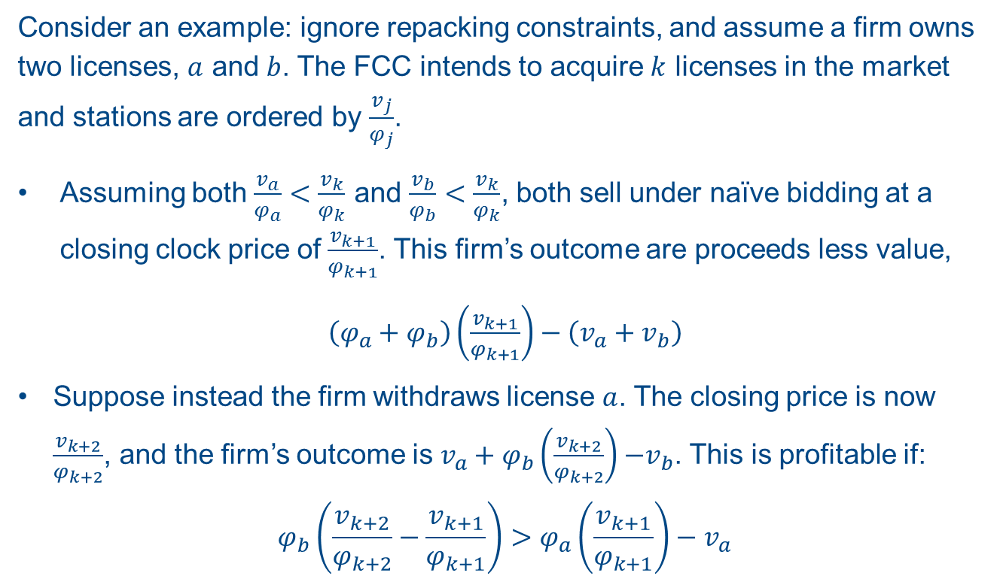 Consider an example: ignore repacking constraints, and assume a firm owns
two licenses, 𝑎 and 𝑏. The FCC intends to acquire 𝑘 licenses in the market
and stations are ordered by $\frac{v_j}{\varphi_j}$.
• Assuming both $\frac{v_a}{\varphi_a} < \frac{v_k}{\varphi_k}$ and $\frac{v_b}{\varphi_b} < \frac{v_k}{\varphi_k}$, both sell under naïve bidding at a
closing clock price of $\frac{v_{k+1}}{\varphi_{k+1}}$. This firm’s outcome are proceeds less value,
$(\varphi_a + \varphi_b)\left(\frac{v_{k+1}}{\varphi_{k+1}}\right) - (v_a + v_b)$
• Suppose instead the firm withdraws license 𝑎. The closing price is now
$\frac{v_{k+2}}{\varphi_{k+2}}$, and the firm’s outcome is $v_a + \varphi_b\left(\frac{v_{k+2}}{\varphi_{k+2}}\right) - v_b$. This is profitable if:
$\varphi_b\left(\frac{v_{k+2}}{\varphi_{k+2}} - \frac{v_{k+1}}{\varphi_{k+1}}\right) > \varphi_a\left(\frac{v_{k+1}}{\varphi_{k+1}}\right) - v_a$